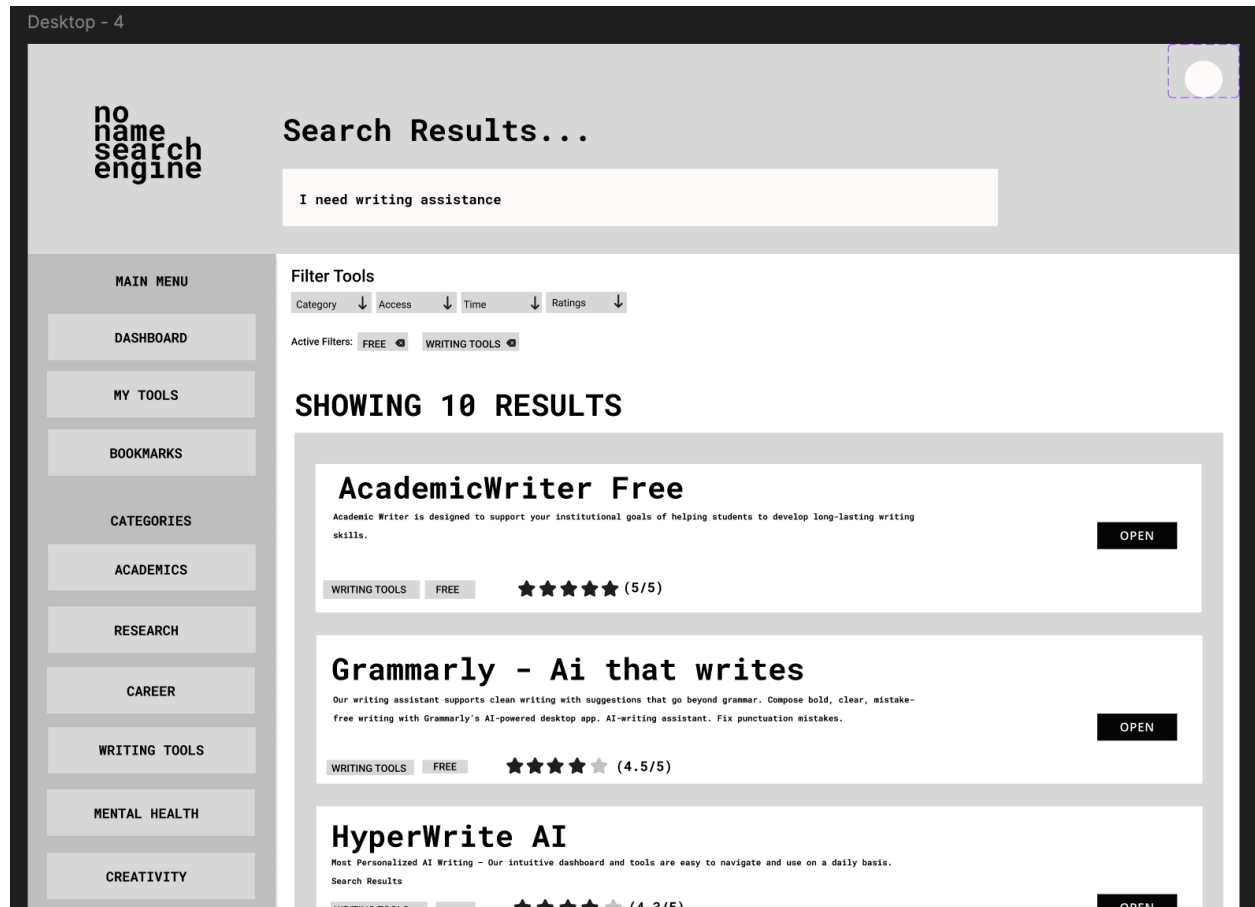 Desktop - 4
no
name
search
engine
Search Results...
I need writing assistance
MAIN MENU
DASHBOARD
MY TOOLS
BOOKMARKS
CATEGORIES
ACADEMICS
RESEARCH
CAREER
WRITING TOOLS
MENTAL HEALTH
CREATIVITY
Filter Tools
Category ↓ Access ↓ Time ↓ Ratings ↓
Active Filters: FREE WRITING TOOLS
SHOWING 10 RESULTS
AcademicWriter Free
Academic Writer is designed to support your institutional goals of helping students to develop long-lasting writing
skills.
OPEN
WRITING TOOLS FREE ★★★★★ (5/5)
Grammarly - Ai that writes
Our writing assistant supports clean writing with suggestions that go beyond grammar. Compose bold, clear, mistake-
free writing with Grammarly's AI-powered desktop app. AI-writing assistant. Fix punctuation mistakes.
OPEN
WRITING TOOLS FREE ★★★★★ (4.5/5)
HyperWrite AI
Most Personalized AI Writing – Our intuitive dashboard and tools are easy to navigate and use on a daily basis.
Search Results
WRITING TOOLS ★★★★★ (4.3/5) OPEN